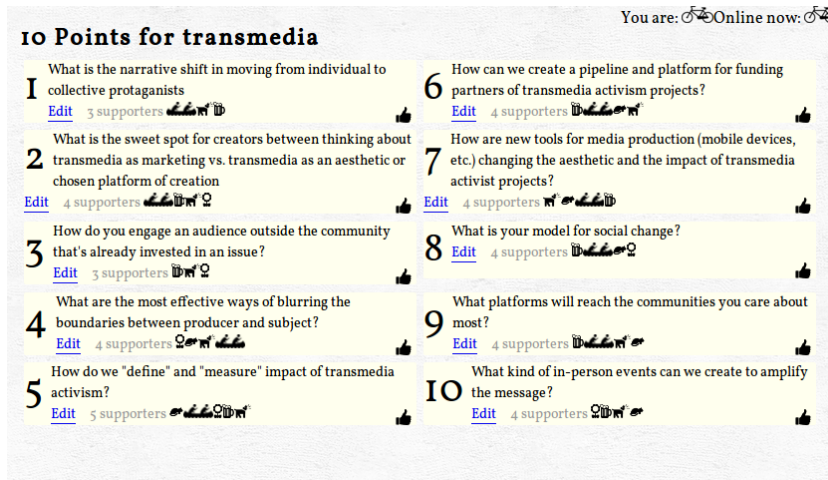 You are: Online now:
10 Points for transmedia
1 What is the narrative shift in moving from individual to
collective protaganists
Edit 3 supporters
2 What is the sweet spot for creators between thinking about
transmedia as marketing vs. transmedia as an aesthetic or
chosen platform of creation
Edit 4 supporters
3 How do you engage an audience outside the community
that's already invested in an issue?
Edit 3 supporters
4 What are the most effective ways of blurring the
boundaries between producer and subject?
Edit 4 supporters
5 How do we "define" and "measure" impact of transmedia
activism?
Edit 5 supporters
6 How can we create a pipeline and platform for funding
partners of transmedia activism projects?
Edit 4 supporters
7 How are new tools for media production (mobile devices,
etc.) changing the aesthetic and the impact of transmedia
activist projects?
Edit 4 supporters
8 What is your model for social change?
Edit 4 supporters
9 What platforms will reach the communities you care about
most?
Edit 4 supporters
10 What kind of in-person events can we create to amplify
the message?
Edit 4 supporters